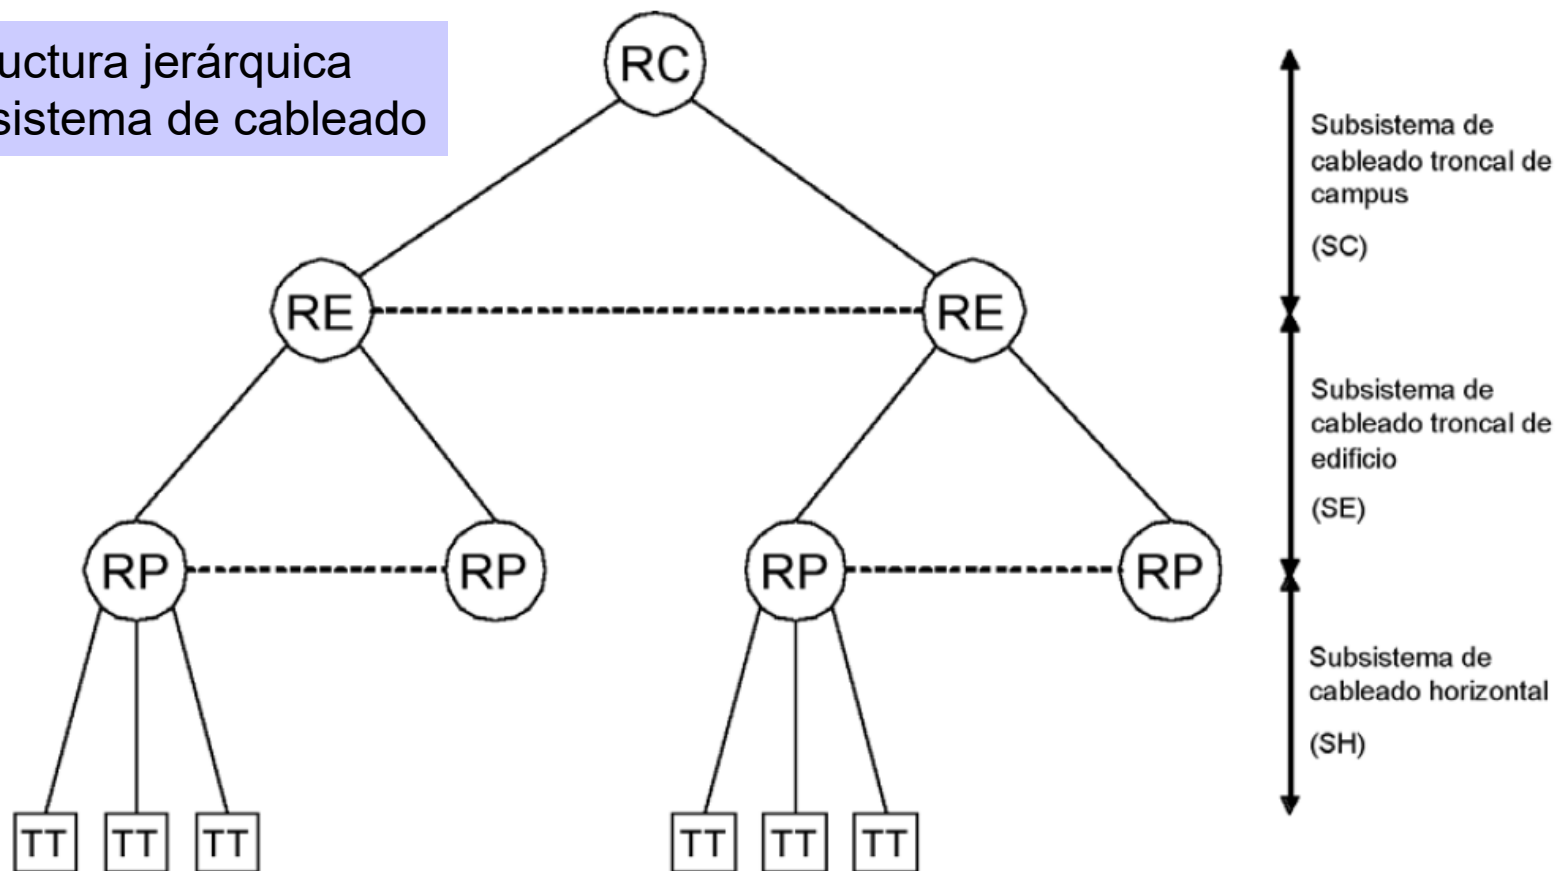 ructura jerárquica
sistema de cableado
RC
Subsistema de
cableado troncal de
campus
(SC)
RE
RE
Subsistema de
cableado troncal de
edificio
(SE)
RP
RP
RP
RP
Subsistema de
cableado horizontal
(SH)
TT
TT
TT
TT
TT
TT